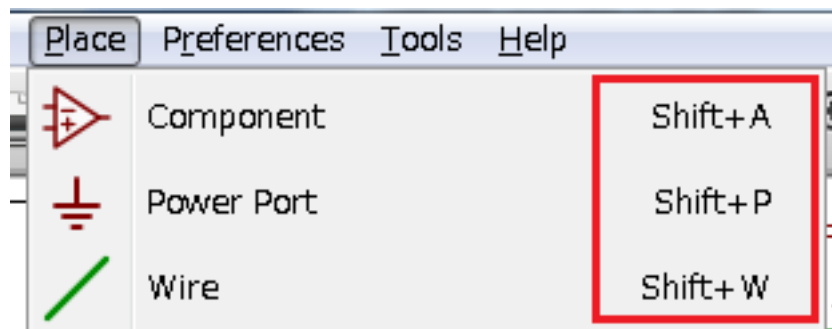 Place Preferences Tools Help
Component Shift+A
Power Port Shift+P
Wire Shift+W